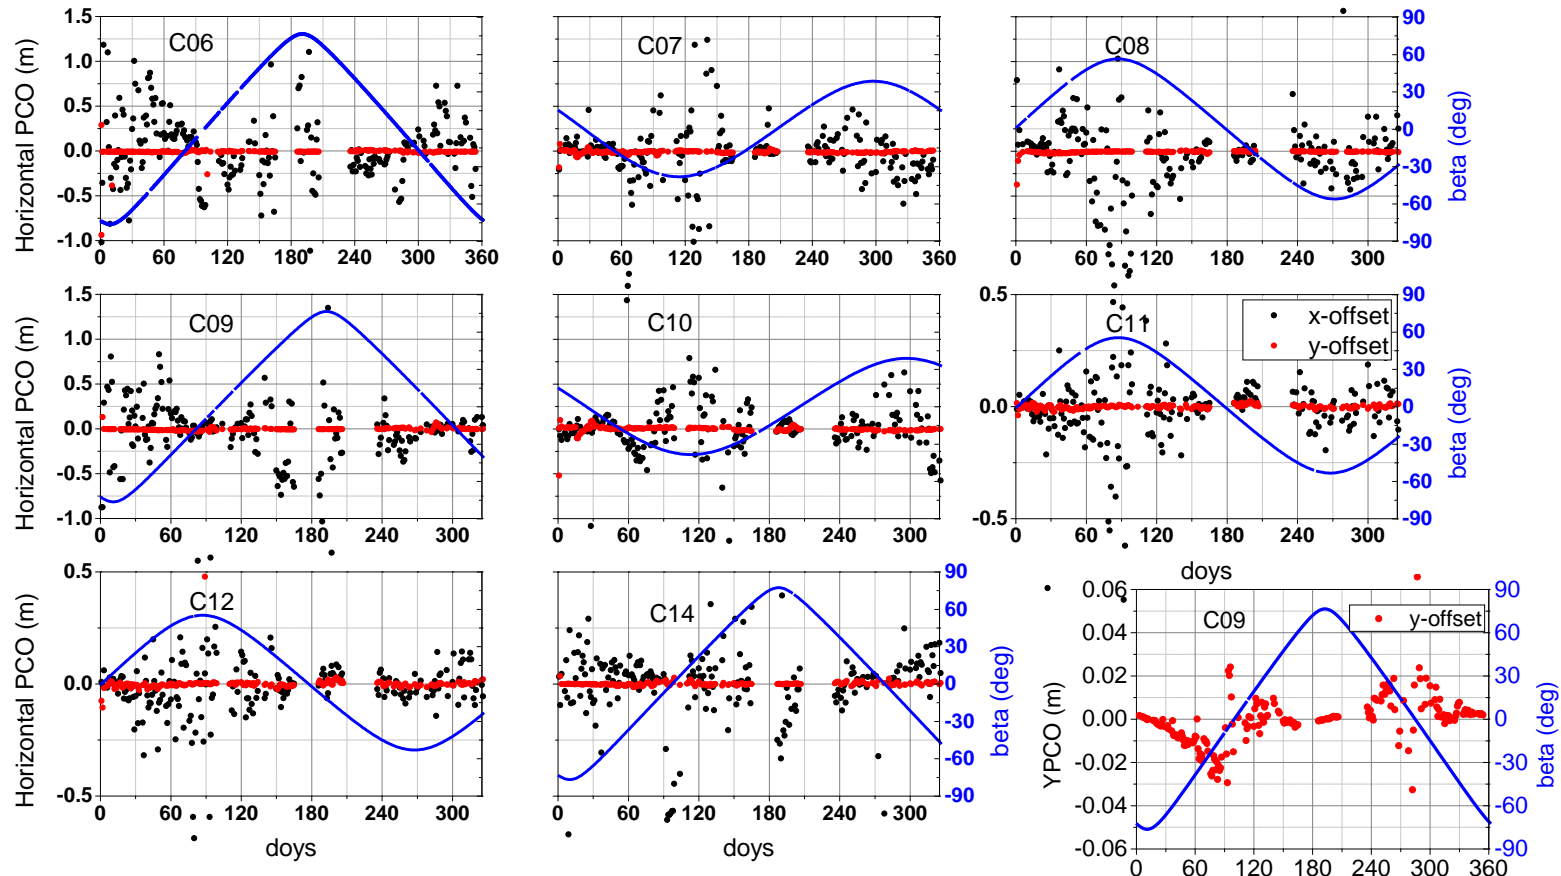 Horizontal PCO (m)
1.5
1.0
0.5
0.0
-0.5
-1.0
C06
0 60 120 180 240 300 360
C07
0 60 120 180 240 300 360
C08
0 60 120 180 240 300
90
60
30
0
-30
-60
-90
beta (deg)
Horizontal PCO (m)
1.5
1.0
0.5
0.0
-0.5
-1.0
C09
0 60 120 180 240 300
C10
0 60 120 180 240 300
0.5
0.0
-0.5
C11
x-offset
y-offset
0 60 120 180 240 300
doys
90
60
30
0
-30
-60
-90
beta (deg)
Horizontal PCO (m)
0.5
0.0
-0.5
C12
0 60 120 180 240 300
doys
C14
0 60 120 180 240 300
doys
90
60
30
0
-30
-60
-90
beta (deg)
YPCO (m)
0.06
0.04
0.02
0.00
-0.02
-0.04
-0.06
C09
y-offset
0 60 120 180 240 300 360
90
60
30
0
-30
-60
-90
beta (deg)